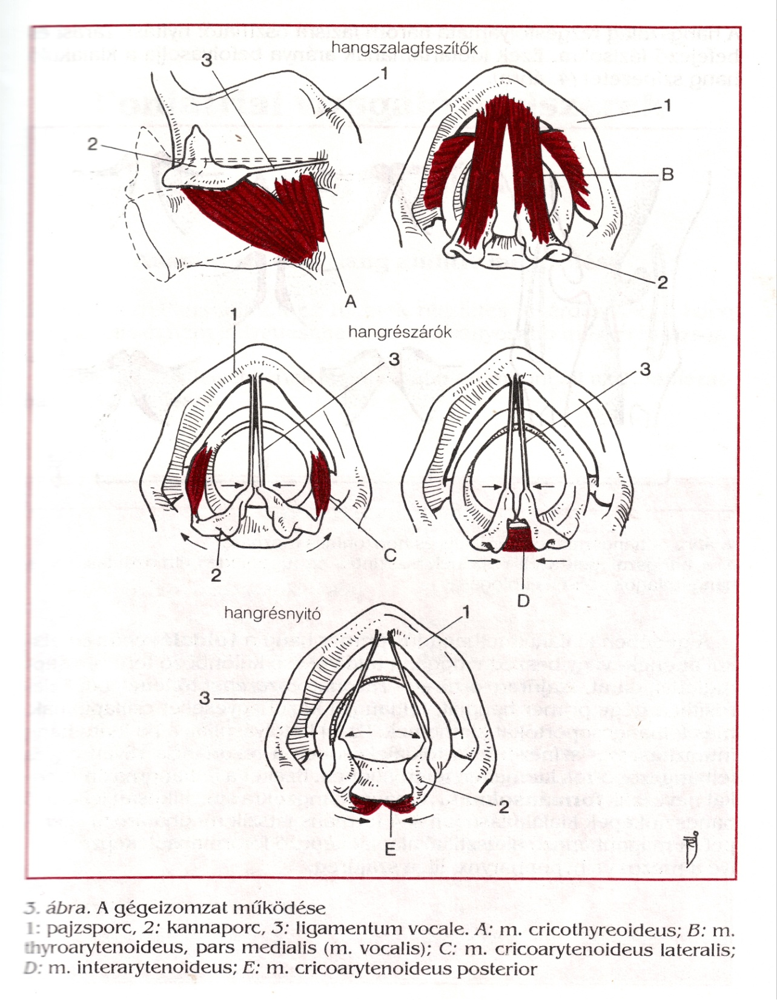 hangszalagfeszítők
3
1
1
2
B
2
A
1
hangrészárók
3
3
C
2
D
hangrésnyitó
1
3
2
E
3. ábra. A gégeizomzat működése
1: pajzsporc, 2: kannaporc, 3: ligamentum vocale. A: m. cricothyreoideus; B: m.
thyroarytenoideus, pars medialis (m. vocalis); C: m. cricoarytenoideus lateralis;
D: m. interarytenoideus; E: m. cricoarytenoideus posterior